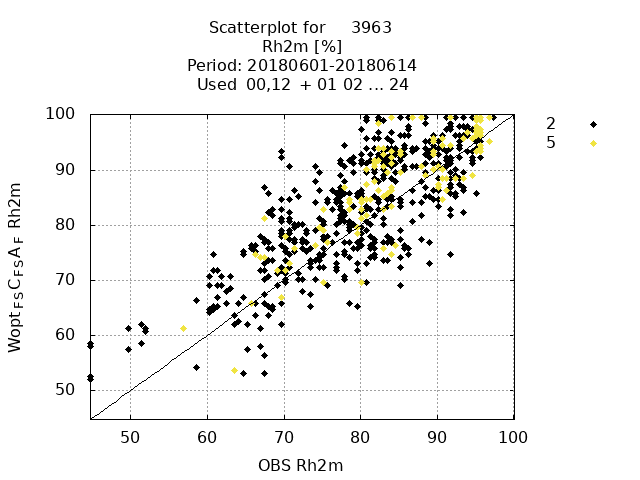 Scatterplot for 3963
Rh2m [%]
Period: 20180601-20180614
Used 00,12 + 01 02 ... 24
100
90
80
70
60
50
50 60 70 80 90 100
Wopt FS C FS A F Rh2m
OBS Rh2m
2
5